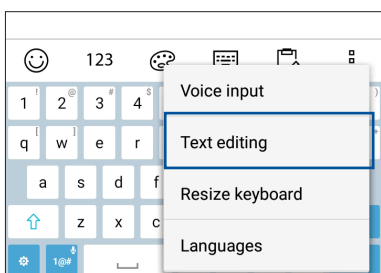 123
Voice input
1 ! 2 @ 3 # 4 $ )
Text editing
q [ w ] e r
Resize keyboard
a s d f
z x c
Languages
1@#